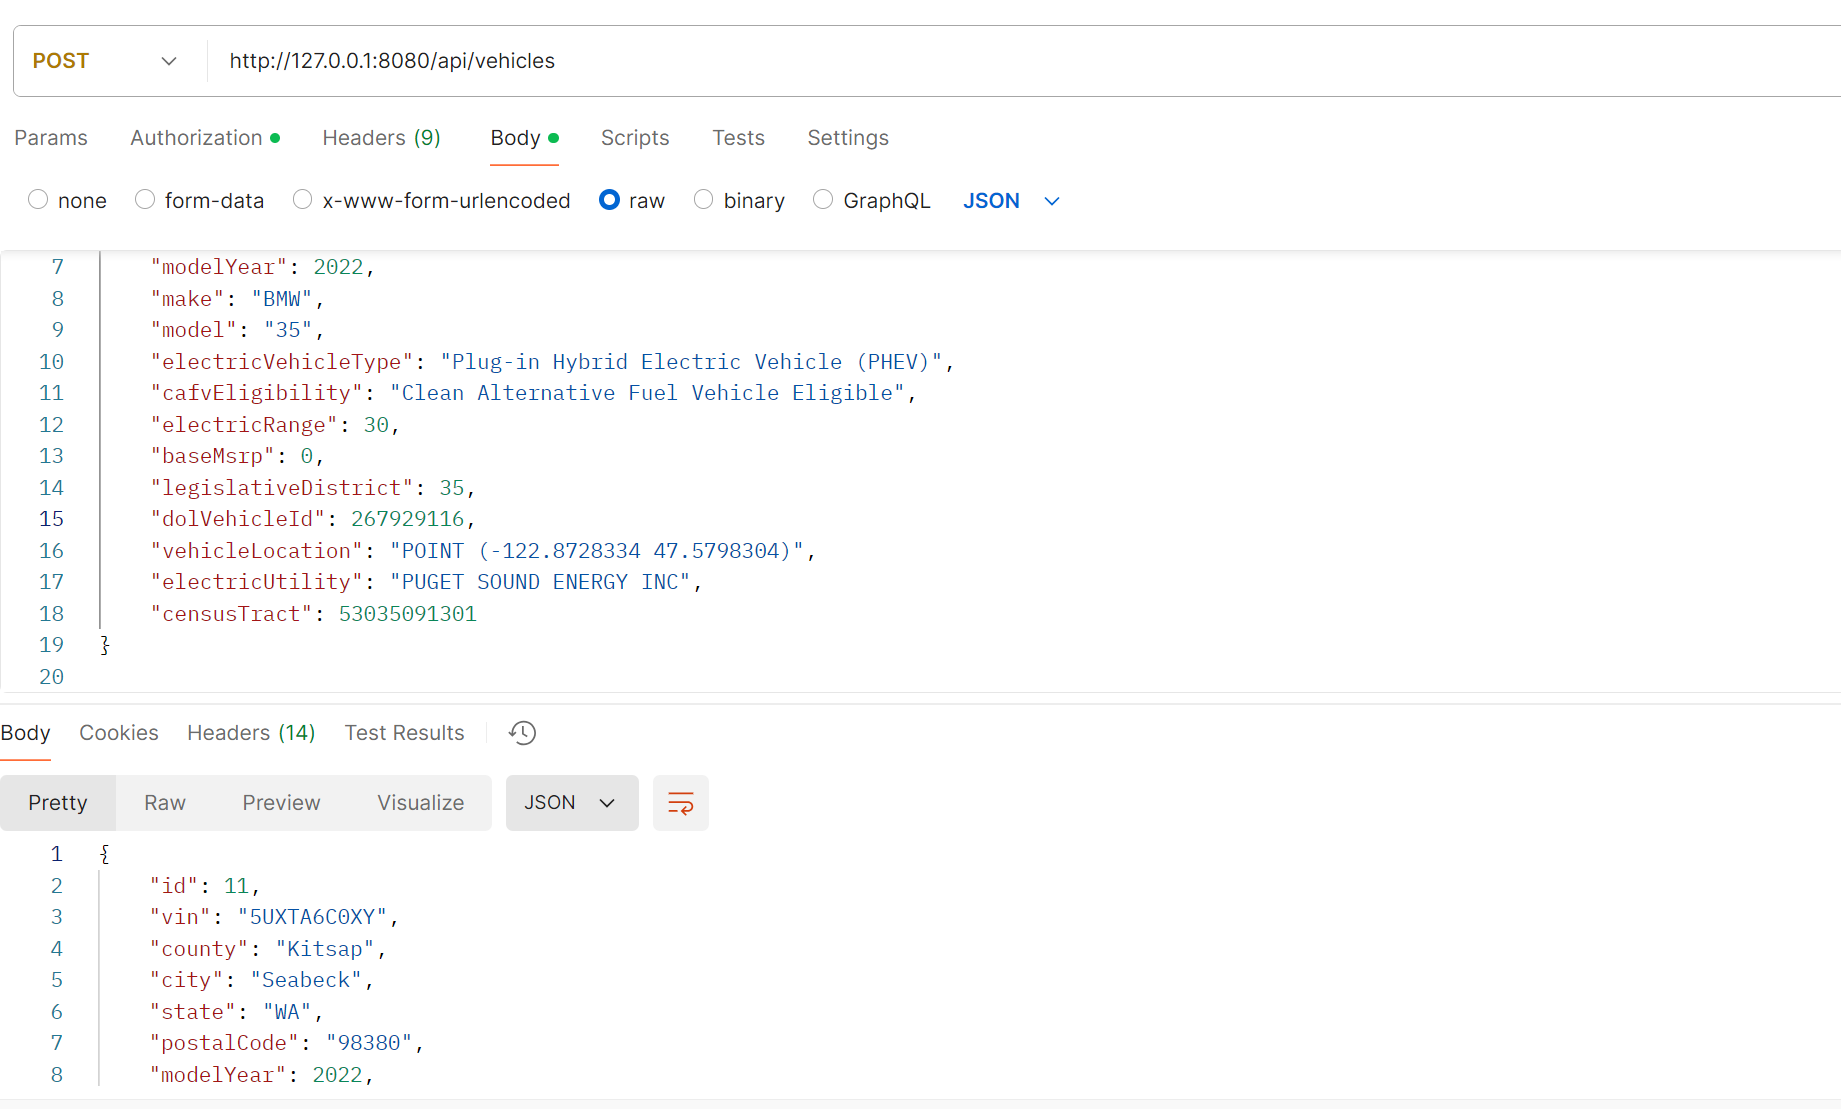 POST http://127.0.0.1:8080/api/vehicles
Params Authorization Headers (9) Body Scripts Tests Settings
none form-data x-www-form-urlencoded raw binary GraphQL JSON
7 "modelYear": 2022,
8 "make": "BMW",
9 "model": "35",
10 "electricVehicleType": "Plug-in Hybrid Electric Vehicle (PHEV)",
11 "cafvEligibility": "Clean Alternative Fuel Vehicle Eligible",
12 "electricRange": 30,
13 "baseMsrp": 0,
14 "legislativeDistrict": 35,
15 "dolVehicleId": 267929116,
16 "vehicleLocation": "POINT (-122.8728334 47.5798304)",
17 "electricUtility": "PUGET SOUND ENERGY INC",
18 "censusTract": 53035091301
19 }
20
Body Cookies Headers (14) Test Results
Pretty Raw Preview Visualize JSON
1 {
2 "id": 11,
3 "vin": "5UXTA6C0XY",
4 "county": "Kitsap",
5 "city": "Seabeck",
6 "state": "WA",
7 "postalCode": "98380",
8 "modelYear": 2022,